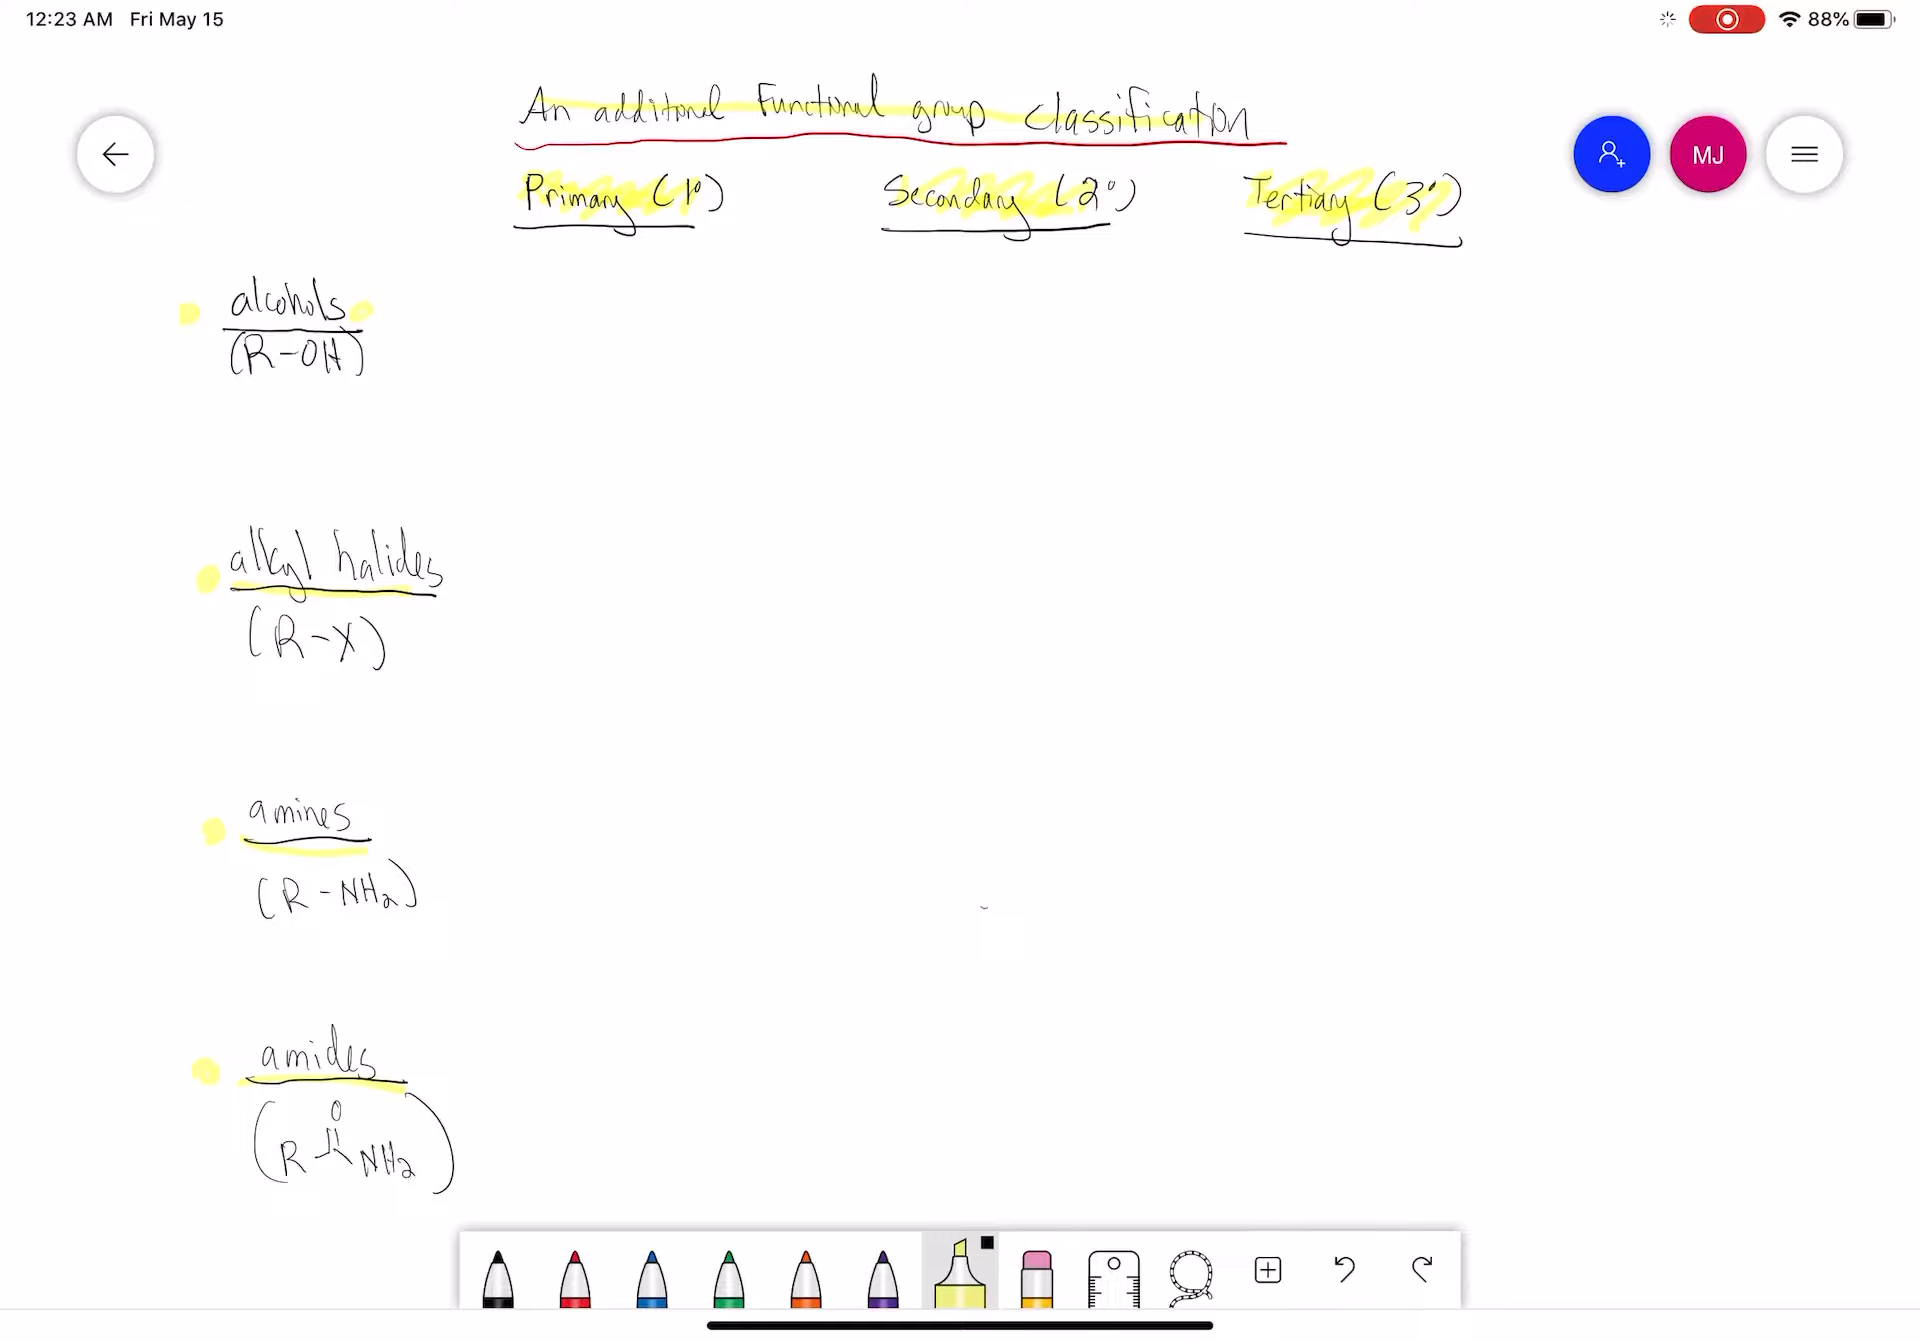 12:23 AM Fri May 15
88%
An additonal Functional group classification
MJ
Primary (1°) Secondary (2°) Tertiary (3°)
alcohols
(R-OH)
alkyl halides
(R-X)
amines
(R-NH₂)
amides
O
(R NH₂)